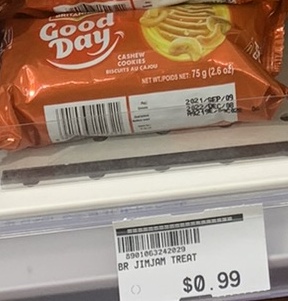 Good
Day
CASHEW
COOKIES
BISCUITS AU CAJOU
NET WT./POIDS NET: 75 g (2.6 oz)
2021/SEP/09
8901063242029
BR JIMJAM TREAT
$0.99